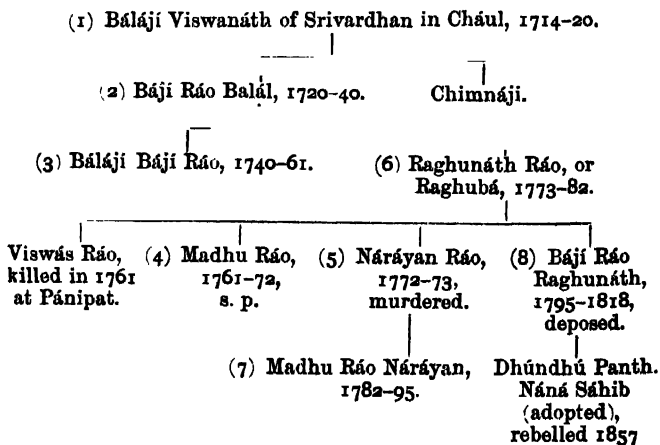 (1) Bálájí Viswanáth of Srivardhan in Chául, 1714–20.
(2) Bájí Ráo Balál, 1720–40.
Chimnáji.
(3) Bálájí Bájí Ráo, 1740–61.
(6) Raghunáth Ráo, or
Raghubá, 1773–82.
Viswás Ráo,
killed in 1761
at Pánipat.
(4) Madhu Ráo,
1761–72,
s. p.
(5) Náráyan Ráo,
1772–73,
murdered.
(8) Bájí Ráo
Raghunáth,
1795–1818,
deposed.
(7) Madhu Ráo Náráyan,
1782–95.
Dhúndhú Panth.
Náná Sáhib
(adopted),
rebelled 1857